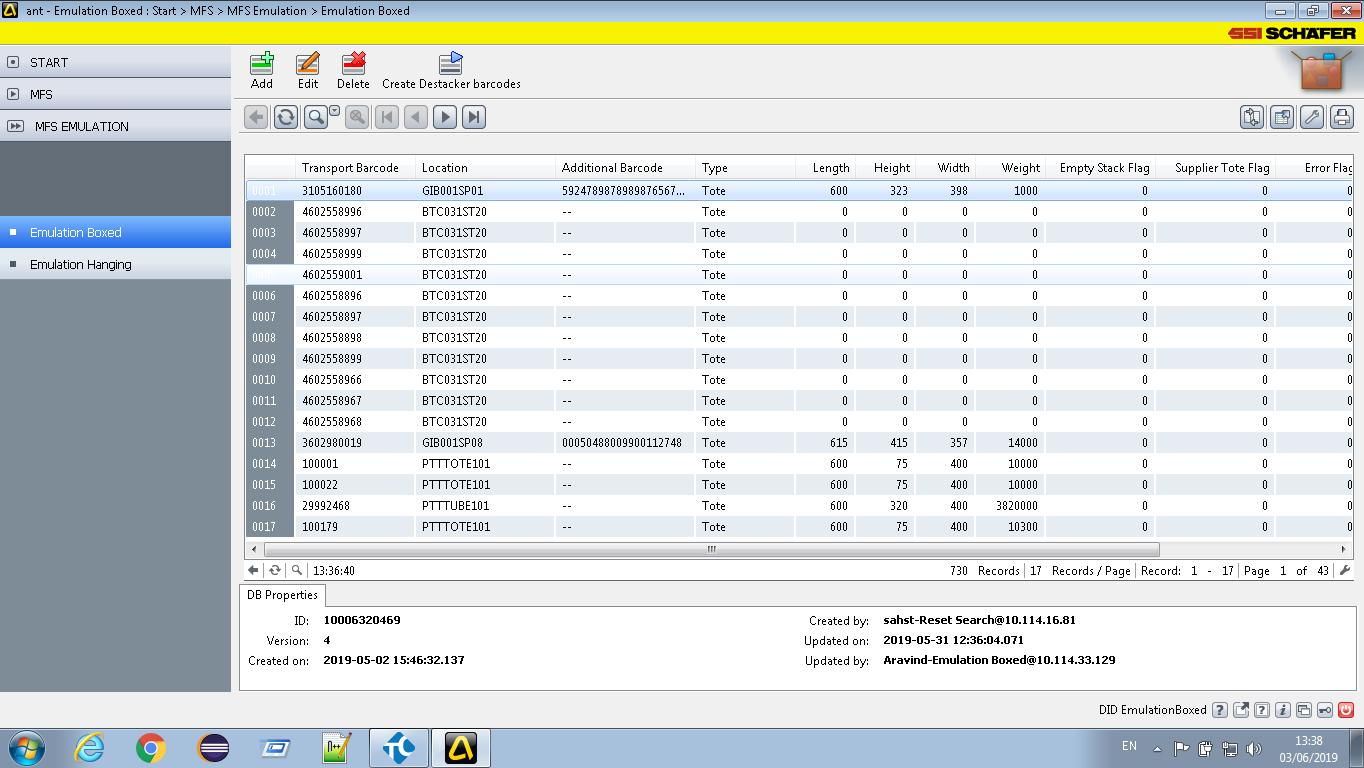 ant - Emulation Boxed : Start > MFS > MFS Emulation > Emulation Boxed
SSI SCHÄFER
START
MFS
MFS EMULATION
Emulation Boxed
Emulation Hanging
Add Edit Delete Create Destacker barcodes
Transport Barcode Location Additional Barcode Type Length Height Width Weight Empty Stack Flag Supplier Tote Flag Error Flag
0001 3105160180 GIB001SP01 5924789878989876567... Tote 600 323 398 1000 0 0 0
0002 4602558996 BTC031ST20 -- Tote 0 0 0 0 0 0 0
0003 4602558997 BTC031ST20 -- Tote 0 0 0 0 0 0 0
0004 4602558999 BTC031ST20 -- Tote 0 0 0 0 0 0 0
4602559001 BTC031ST20 -- Tote 0 0 0 0 0 0 0
0006 4602558896 BTC031ST20 -- Tote 0 0 0 0 0 0 0
0007 4602558897 BTC031ST20 -- Tote 0 0 0 0 0 0 0
0008 4602558898 BTC031ST20 -- Tote 0 0 0 0 0 0 0
0009 4602558899 BTC031ST20 -- Tote 0 0 0 0 0 0 0
0010 4602558966 BTC031ST20 -- Tote 0 0 0 0 0 0 0
0011 4602558967 BTC031ST20 -- Tote 0 0 0 0 0 0 0
0012 4602558968 BTC031ST20 -- Tote 0 0 0 0 0 0 0
0013 3602980019 GIB001SP08 00050488009900112748 Tote 615 415 357 14000 0 0 0
0014 100001 PTTTOTE101 -- Tote 600 75 400 10000 0 0 0
0015 100022 PTTTOTE101 -- Tote 600 75 400 10000 0 0 0
0016 29992468 PTTTUBE101 -- Tote 600 320 400 3820000 0 0 0
0017 100179 PTTTOTE101 -- Tote 600 75 400 10300 0 0 0
13:36:40 730 Records 17 Records / Page Record: 1 - 17 Page 1 of 43
DB Properties
ID: 10006320469 Created by: sahst-Reset Search@10.114.16.81
Version: 4 Updated on: 2019-05-31 12:36:04.071
Created on: 2019-05-02 15:46:32.137 Updated by: Aravind-Emulation Boxed@10.114.33.129
DID EmulationBoxed
EN 13:38
03/06/2019